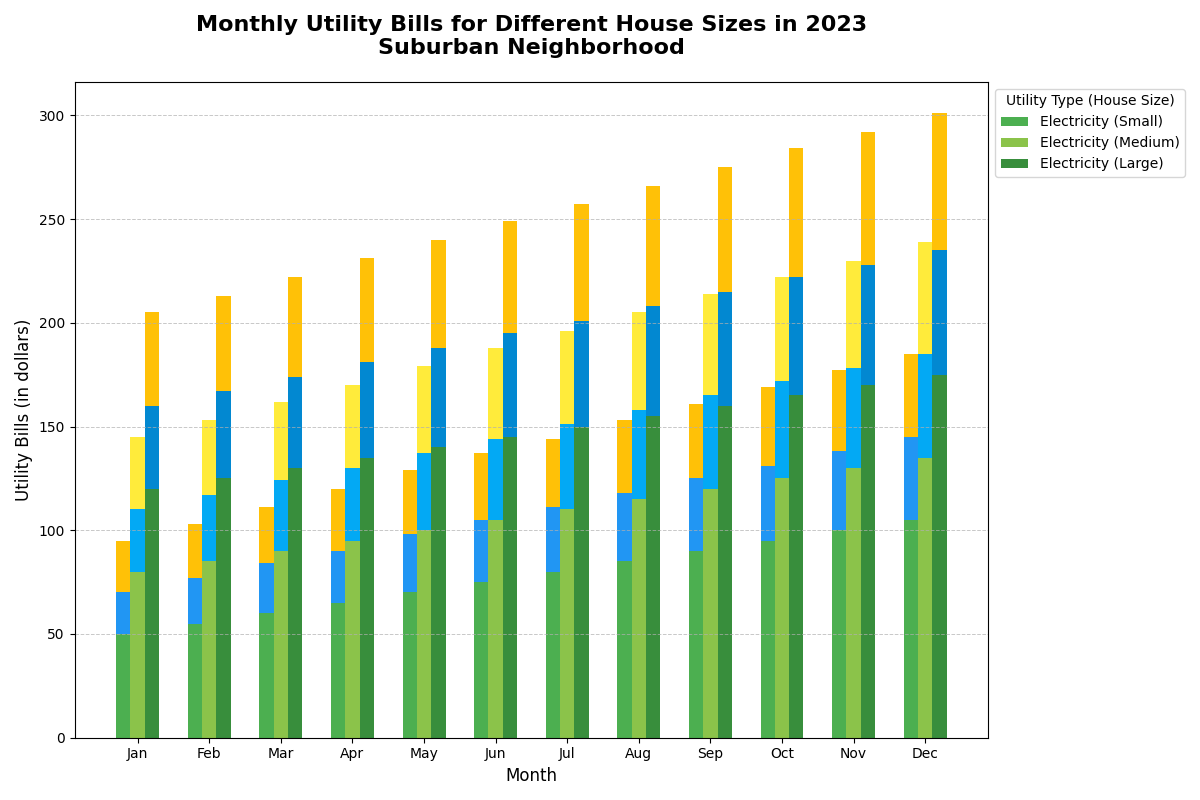 Monthly Utility Bills for Different House Sizes in 2023
Suburban Neighborhood
Utility Type (House Size)
Electricity (Small)
Electricity (Medium)
Electricity (Large)
Utility Bills (in dollars)
300
250
200
150
100
50
0
Jan Feb Mar Apr May Jun Jul Aug Sep Oct Nov Dec
Month